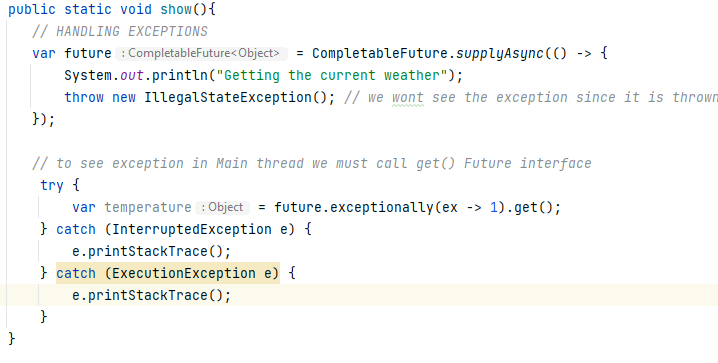 public static void show(){
// HANDLING EXCEPTIONS
var future : CompletableFuture<Object> = CompletableFuture.supplyAsync(() -> {
System.out.println("Getting the current weather");
throw new IllegalStateException(); // we wont see the exception since it is thrown
});
// to see exception in Main thread we must call get() Future interface
try {
var temperature : Object = future.exceptionally(ex -> 1).get();
} catch (InterruptedException e) {
e.printStackTrace();
} catch (ExecutionException e) {
e.printStackTrace();
}
}